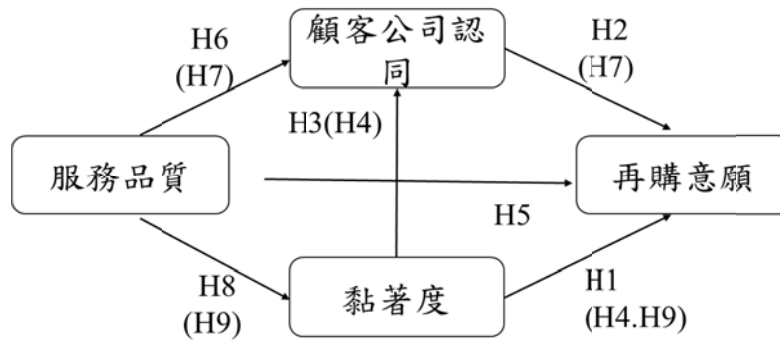 H6
(H7)
顧客公司認
同
H2
(H7)
H3(H4)
服務品質
再購意願
H5
H8
(H9)
黏著度
H1
(H4.H9)